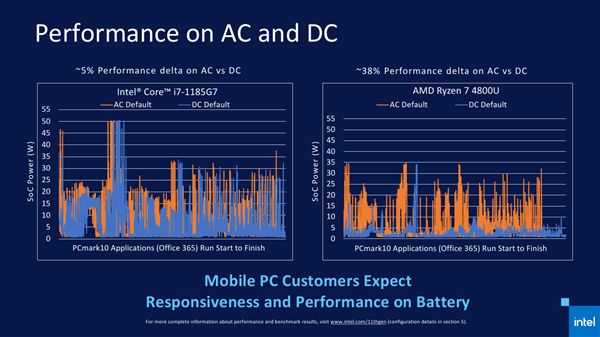 Performance on AC and DC
~5% Performance delta on AC vs DC
Intel® Core™ i7-1185G7
AC Default
DC Default
SoC Power (W)
55
50
45
40
35
30
25
20
15
10
5
0
PCmark10 Applications (Office 365) Run Start to Finish
~38% Performance delta on AC vs DC
AMD Ryzen 7 4800U
AC Default
DC Default
SoC Power (W)
55
50
45
40
35
30
25
20
15
10
5
0
PCmark10 Applications (Office 365) Run Start to Finish
Mobile PC Customers Expect
Responsiveness and Performance on Battery
For more complete information about performance and benchmark results, visit www.intel.com/11thgen (configuration details in section 5).
intel